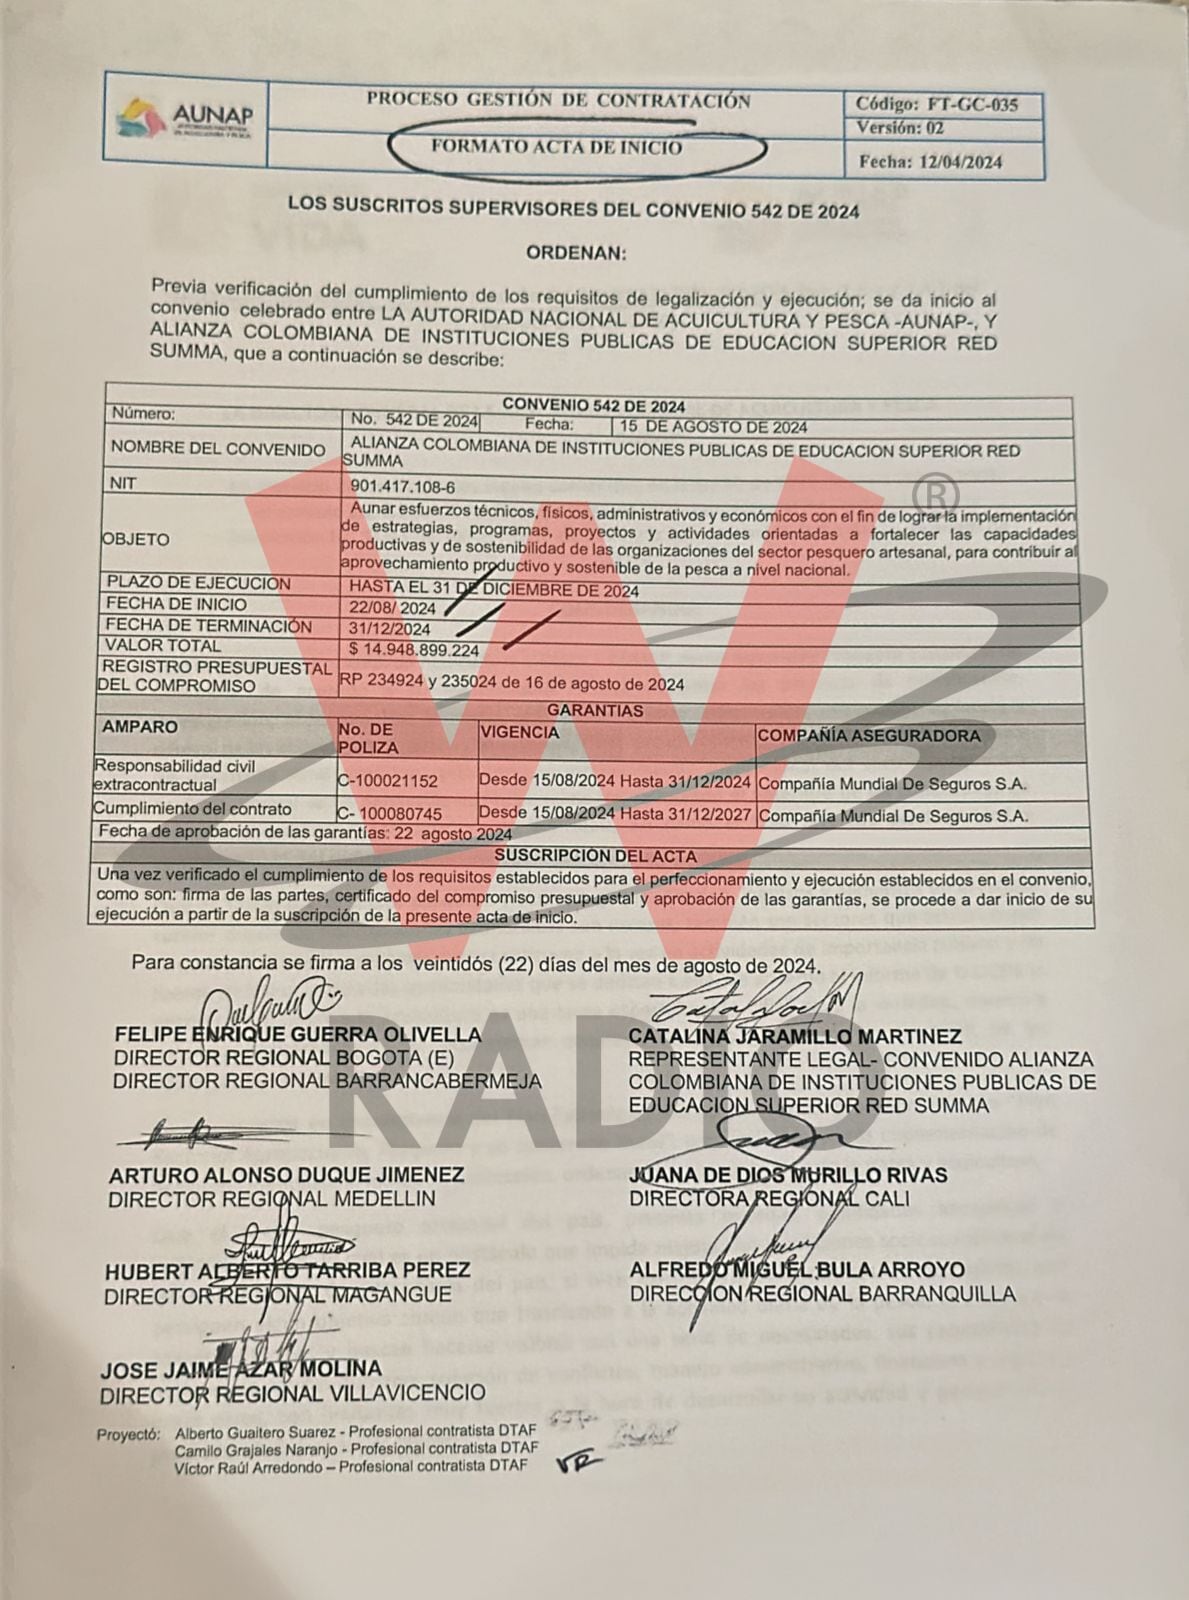 AUNAP
PROCESO GESTIÓN DE CONTRATACIÓN
FORMATO ACTA DE INICIO
Código: FT-GC-035
Versión: 02
Fecha: 12/04/2024
LOS SUSCRITOS SUPERVISORES DEL CONVENIO 542 DE 2024
ORDENAN:
Previa verificación del cumplimiento de los requisitos de legalización y ejecución; se da inicio al
convenio celebrado entre LA AUTORIDAD NACIONAL DE ACUICULTURA Y PESCA -AUNAP-, Y
ALIANZA COLOMBIANA DE INSTITUCIONES PUBLICAS DE EDUCACION SUPERIOR RED
SUMMA, que a continuación se describe:
CONVENIO 542 DE 2024
Número: No. 542 DE 2024 Fecha: 15 DE AGOSTO DE 2024
NOMBRE DEL CONVENIDO ALIANZA COLOMBIANA DE INSTITUCIONES PUBLICAS DE EDUCACION SUPERIOR RED
SUMMA
NIT 901.417.108-6
OBJETO
Aunar esfuerzos técnicos, físicos, administrativos y económicos con el fin de lograr la implementación
de estrategias, programas, proyectos y actividades orientadas a fortalecer las capacidades
productivas y de sostenibilidad de las organizaciones del sector pesquero artesanal, para contribuir al
aprovechamiento productivo y sostenible de la pesca a nivel nacional.
PLAZO DE EJECUCIÓN HASTA EL 31 DE DICIEMBRE DE 2024
FECHA DE INICIO 22/08/ 2024
FECHA DE TERMINACIÓN 31/12/2024
VALOR TOTAL $ 14.948.899.224
REGISTRO PRESUPUESTAL
DEL COMPROMISO RP 234924 y 235024 de 16 de agosto de 2024
GARANTIAS
AMPARO No. DE
POLIZA VIGENCIA COMPAÑÍA ASEGURADORA
Responsabilidad civil
extracontractual C-100021152 Desde 15/08/2024 Hasta 31/12/2024 Compañía Mundial De Seguros S.A.
Cumplimiento del contrato C- 100080745 Desde 15/08/2024 Hasta 31/12/2027 Compañía Mundial De Seguros S.A.
Fecha de aprobación de las garantías: 22 agosto 2024
SUSCRIPCIÓN DEL ACTA
Una vez verificado el cumplimiento de los requisitos establecidos para el perfeccionamiento y ejecución establecidos en el convenio,
como son: firma de las partes, certificado del compromiso presupuestal y aprobación de las garantías, se procede a dar inicio de su
ejecución a partir de la suscripción de la presente acta de inicio.
Para constancia se firma a los veintidós (22) días del mes de agosto de 2024.
FELIPE ENRIQUE GUERRA OLIVELLA
DIRECTOR REGIONAL BOGOTA (E)
DIRECTOR REGIONAL BARRANCABERMEJA
CATALINA JARAMILLO MARTINEZ
REPRESENTANTE LEGAL- CONVENIDO ALIANZA
COLOMBIANA DE INSTITUCIONES PUBLICAS DE
EDUCACION SUPERIOR RED SUMMA
ARTURO ALONSO DUQUE JIMENEZ
DIRECTOR REGIONAL MEDELLIN
JUANA DE DIOS MURILLO RIVAS
DIRECTORA REGIONAL CALI
HUBERT ALBERTO TARRIBA PEREZ
DIRECTOR REGIONAL MAGANGUE
ALFREDO MIGUEL BULA ARROYO
DIRECCION REGIONAL BARRANQUILLA
JOSE JAIME AZAR MOLINA
DIRECTOR REGIONAL VILLAVICENCIO
Proyectó: Alberto Gualtero Suarez - Profesional contratista DTAF
Camilo Grajales Naranjo - Profesional contratista DTAF
Víctor Raúl Arredondo – Profesional contratista DTAF
VR
W
®
RADIO